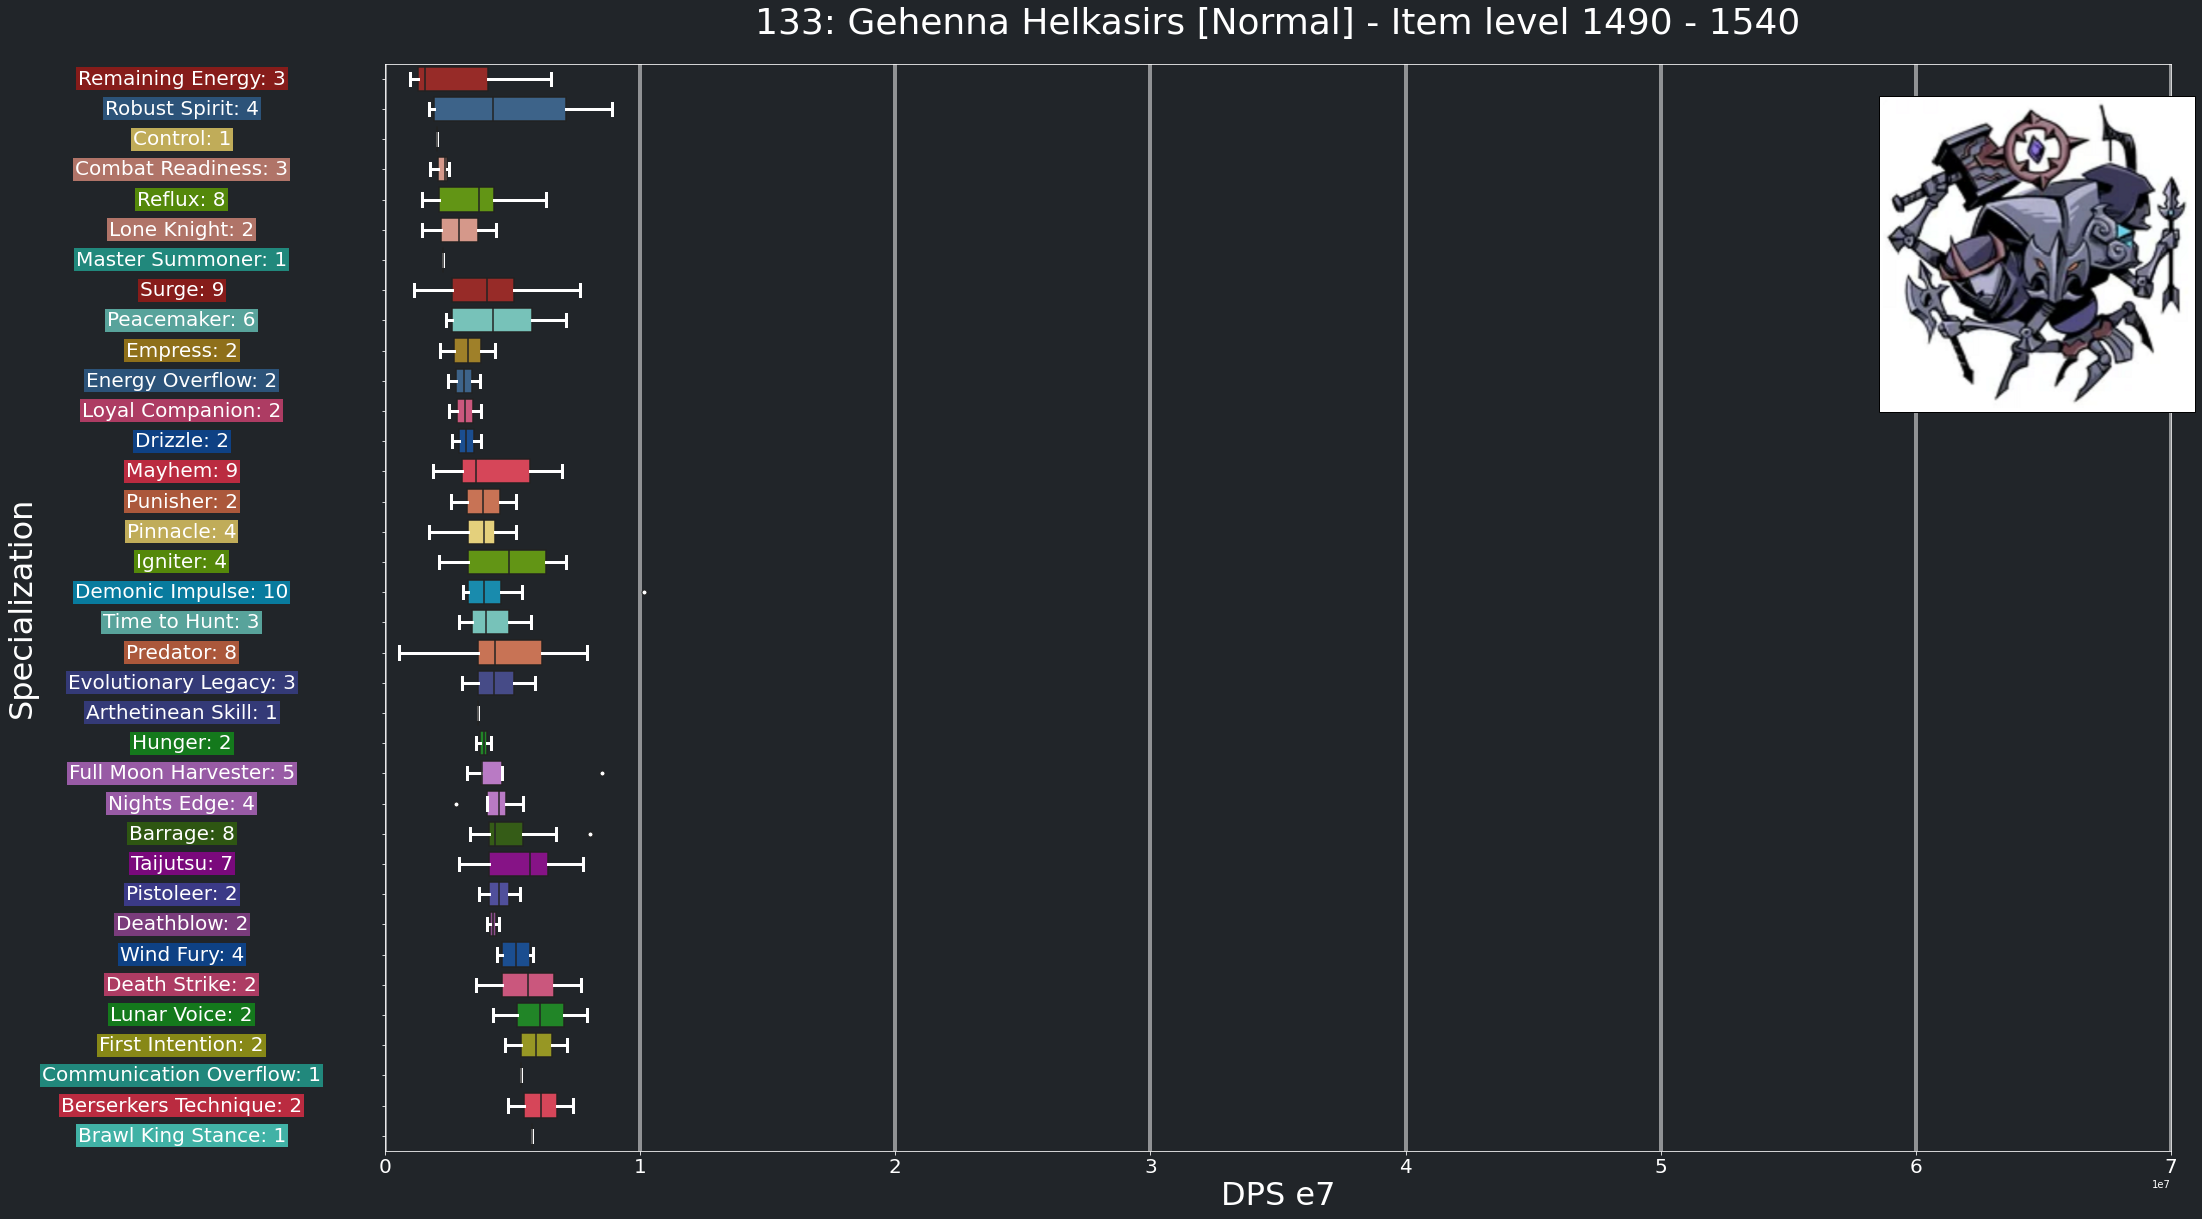 133: Gehenna Helkasirs [Normal] - Item level 1490 - 1540
Specialization
Remaining Energy: 3
Robust Spirit: 4
Control: 1
Combat Readiness: 3
Reflux: 8
Lone Knight: 2
Master Summoner: 1
Surge: 9
Peacemaker: 6
Empress: 2
Energy Overflow: 2
Loyal Companion: 2
Drizzle: 2
Mayhem: 9
Punisher: 2
Pinnacle: 4
Igniter: 4
Demonic Impulse: 10
Time to Hunt: 3
Predator: 8
Evolutionary Legacy: 3
Arthetinean Skill: 1
Hunger: 2
Full Moon Harvester: 5
Nights Edge: 4
Barrage: 8
Taijutsu: 7
Pistoleer: 2
Deathblow: 2
Wind Fury: 4
Death Strike: 2
Lunar Voice: 2
First Intention: 2
Communication Overflow: 1
Berserkers Technique: 2
Brawl King Stance: 1
0 1 2 3 4 5 6 7
1e7
DPS e7